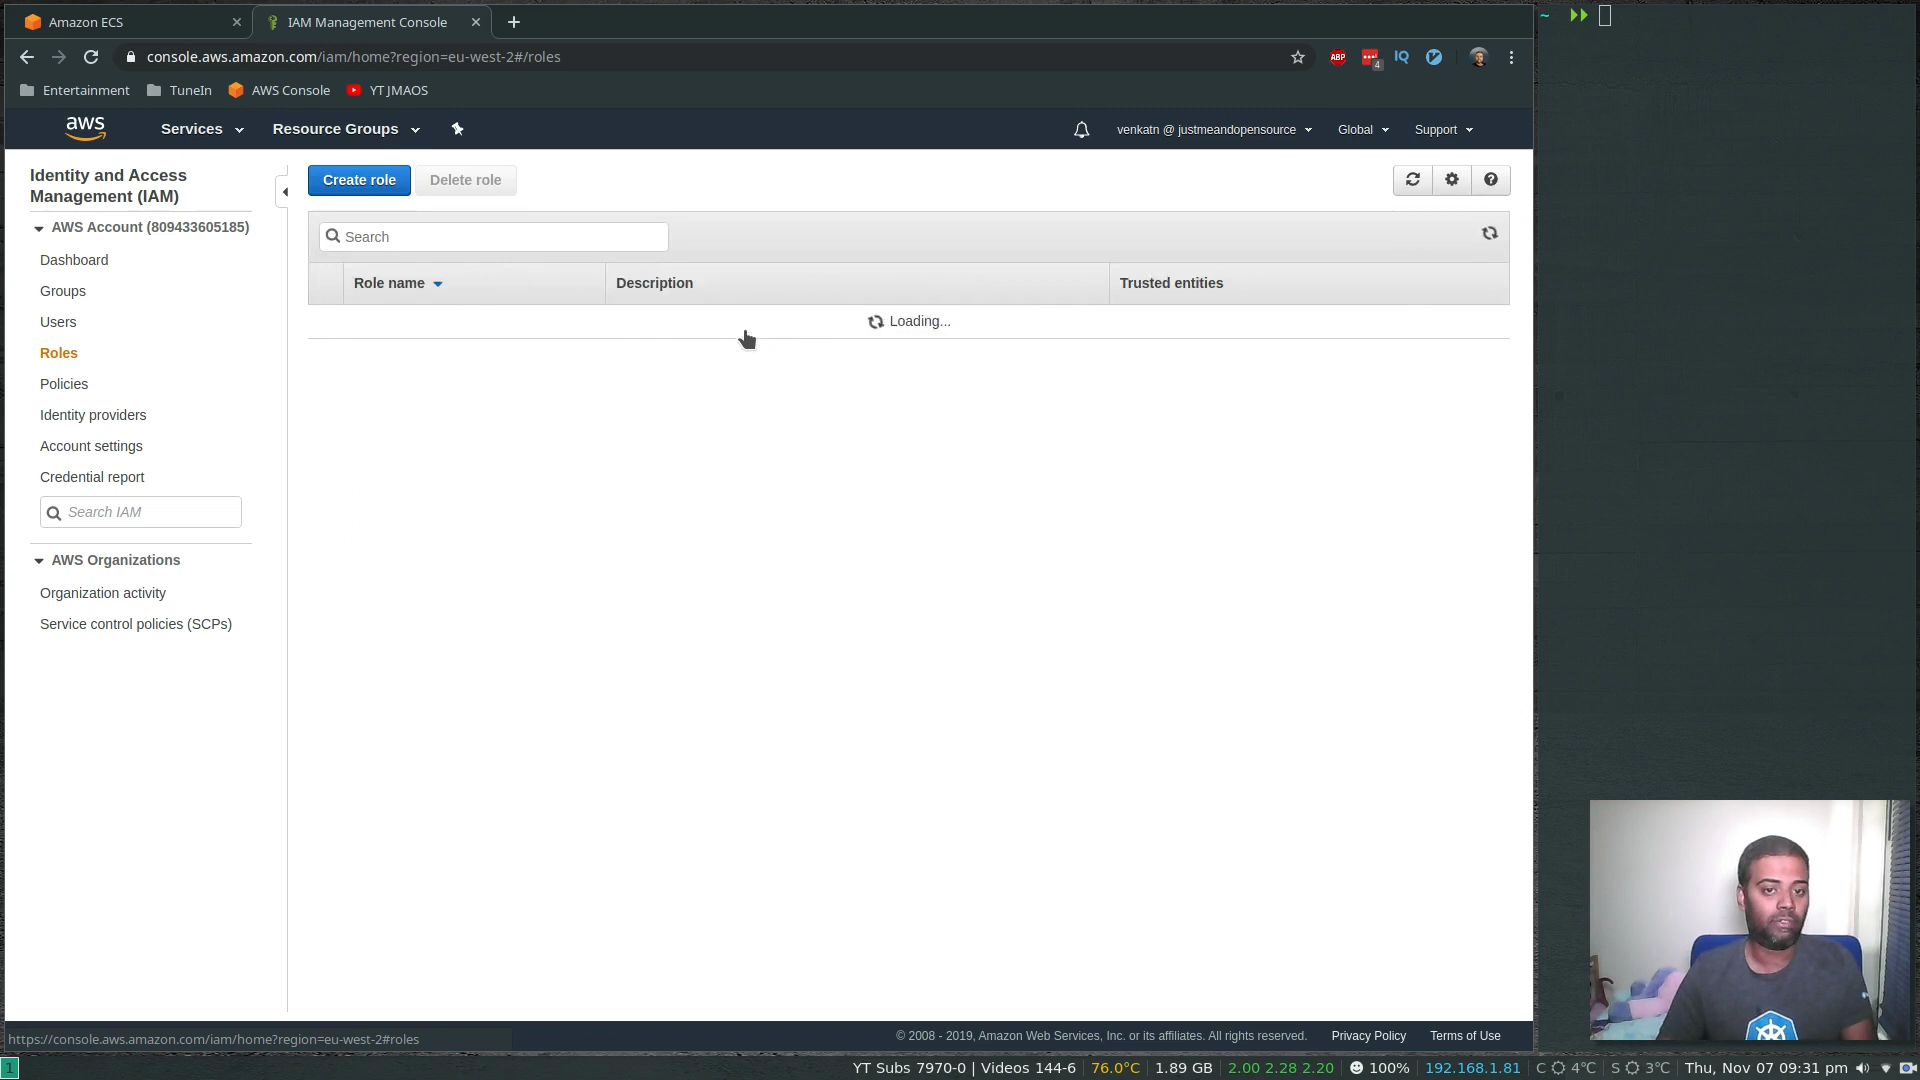 Amazon ECS
IAM Management Console
~
console.aws.amazon.com/iam/home?region=eu-west-2#/roles
ABP
4
IQ
Entertainment
TuneIn
AWS Console
YT JMAOS
aws
Services
Resource Groups
venkatn @ justmeandopensource
Global
Support
Identity and Access
Management (IAM)
AWS Account (809433605185)
Dashboard
Groups
Users
Roles
Policies
Identity providers
Account settings
Credential report
Search IAM
AWS Organizations
Organization activity
Service control policies (SCPs)
Create role
Delete role
Search
Role name
Description
Trusted entities
Loading...
© 2008 - 2019, Amazon Web Services, Inc. or its affiliates. All rights reserved.
Privacy Policy
Terms of Use
https://console.aws.amazon.com/iam/home?region=eu-west-2#roles
1
YT Subs 7970-0 | Videos 144-6 | 76.0°C | 1.89 GB | 2.00 2.28 2.20 | 100% | 192.168.1.81 | C 4°C | S 3°C | Thu, Nov 07 09:31 pm